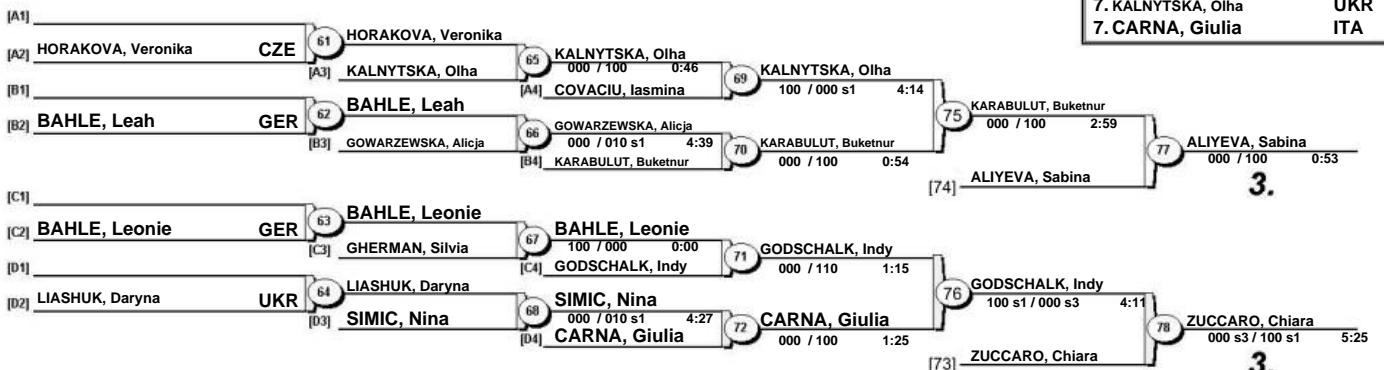 7. KALNYTSKA, Olha UKR
7. CARNA, Giulia ITA
[A1]
[A2] HORAKOVA, Veronika CZE
61
HORAKOVA, Veronika
[A3] KALNYTSKA, Olha
65
KALNYTSKA, Olha
000 / 100 0:46
[A4] COVACIU, Iasmina
69
KALNYTSKA, Olha
100 / 000 s1 4:14
[B1]
[B2] BAHLE, Leah GER
62
BAHLE, Leah
[B3] GOWARZEWSKA, Alicja
66
GOWARZEWSKA, Alicja
000 / 010 s1 4:39
[B4] KARABULUT, Buketnur
70
KARABULUT, Buketnur
000 / 100 0:54
75
KARABULUT, Buketnur
000 / 100 2:59
[74] ALIYEVA, Sabina
77
ALIYEVA, Sabina
000 / 100 0:53
3.
[C1]
[C2] BAHLE, Leonie GER
63
BAHLE, Leonie
[C3] GHERMAN, Silvia
67
BAHLE, Leonie
100 / 000 0:00
[C4] GODSCHALK, Indy
71
GODSCHALK, Indy
000 / 110 1:15
[D1]
[D2] LIASHUK, Daryna UKR
64
LIASHUK, Daryna
[D3] SIMIC, Nina
68
SIMIC, Nina
000 / 010 s1 4:27
[D4] CARNA, Giulia
72
CARNA, Giulia
000 / 100 1:25
76
GODSCHALK, Indy
100 s1 / 000 s3 4:11
[73] ZUCCARO, Chiara
78
ZUCCARO, Chiara
000 s3 / 100 s1 5:25
3.